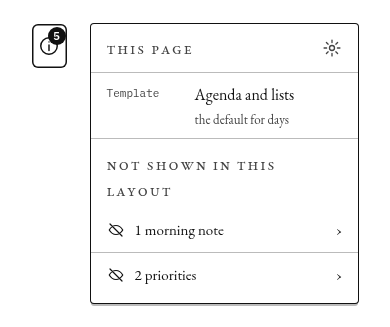 5
THIS PAGE
Template Agenda and lists
the default for days
NOT SHOWN IN THIS
LAYOUT
1 morning note
2 priorities